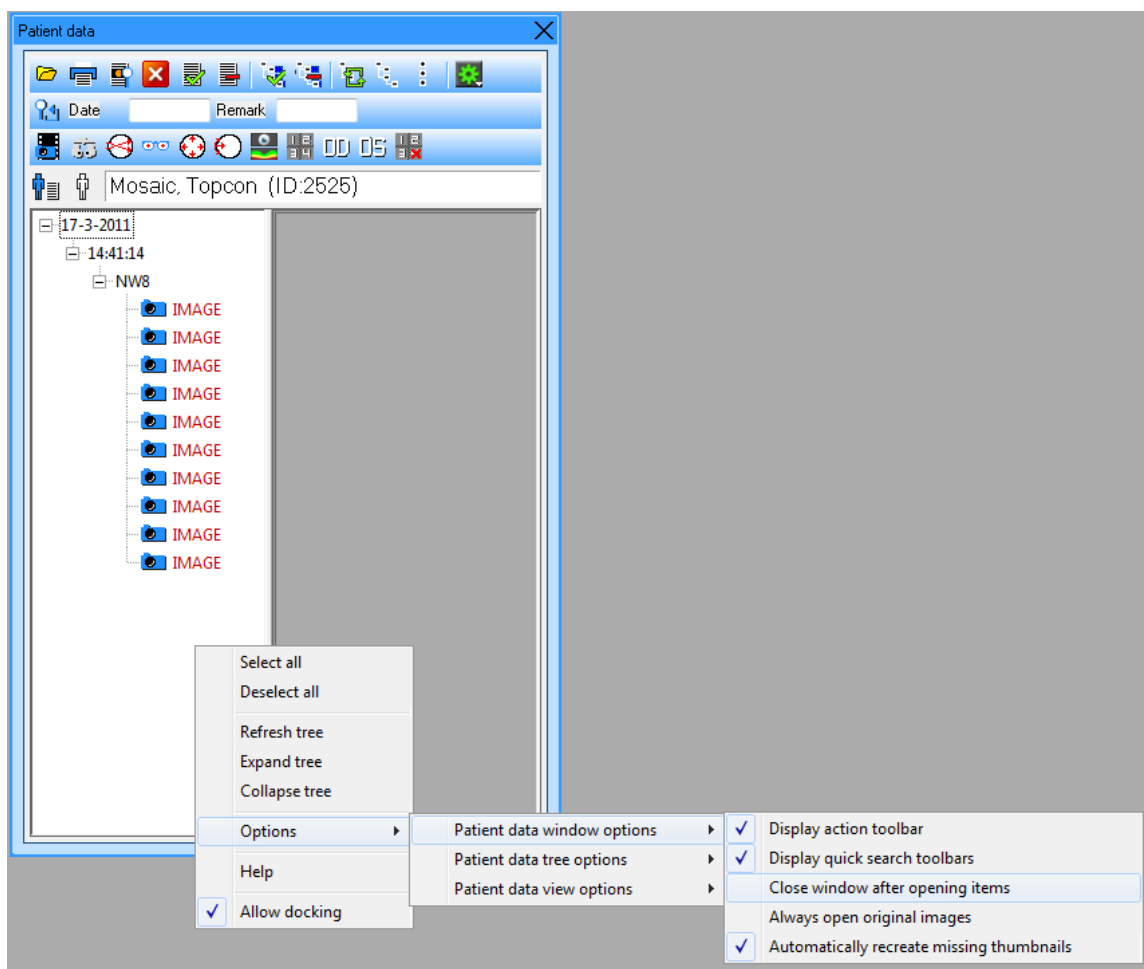 Patient data
Date Remark
OD OS
Mosaic, Topcon (ID:2525)
17-3-2011
14:41:14
NW8
IMAGE
IMAGE
IMAGE
IMAGE
IMAGE
IMAGE
IMAGE
IMAGE
IMAGE
IMAGE
Select all
Deselect all
Refresh tree
Expand tree
Collapse tree
Options
Help
Allow docking
Patient data window options
Patient data tree options
Patient data view options
Display action toolbar
Display quick search toolbars
Close window after opening items
Always open original images
Automatically recreate missing thumbnails